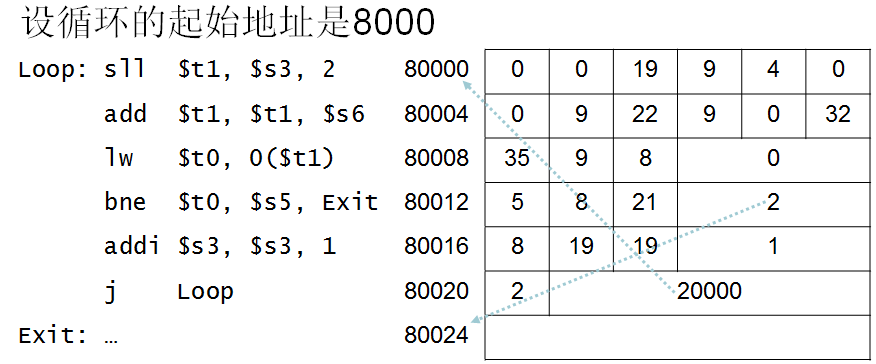 设循环的起始地址是8000
Loop: sll $t1, $s3, 2 80000 0 0 19 9 4 0
add $t1, $t1, $s6 80004 0 9 22 9 0 32
lw $t0, 0($t1) 80008 35 9 8 0
bne $t0, $s5, Exit 80012 5 8 21 2
addi $s3, $s3, 1 80016 8 19 19 1
j Loop 80020 2 20000
Exit: … 80024